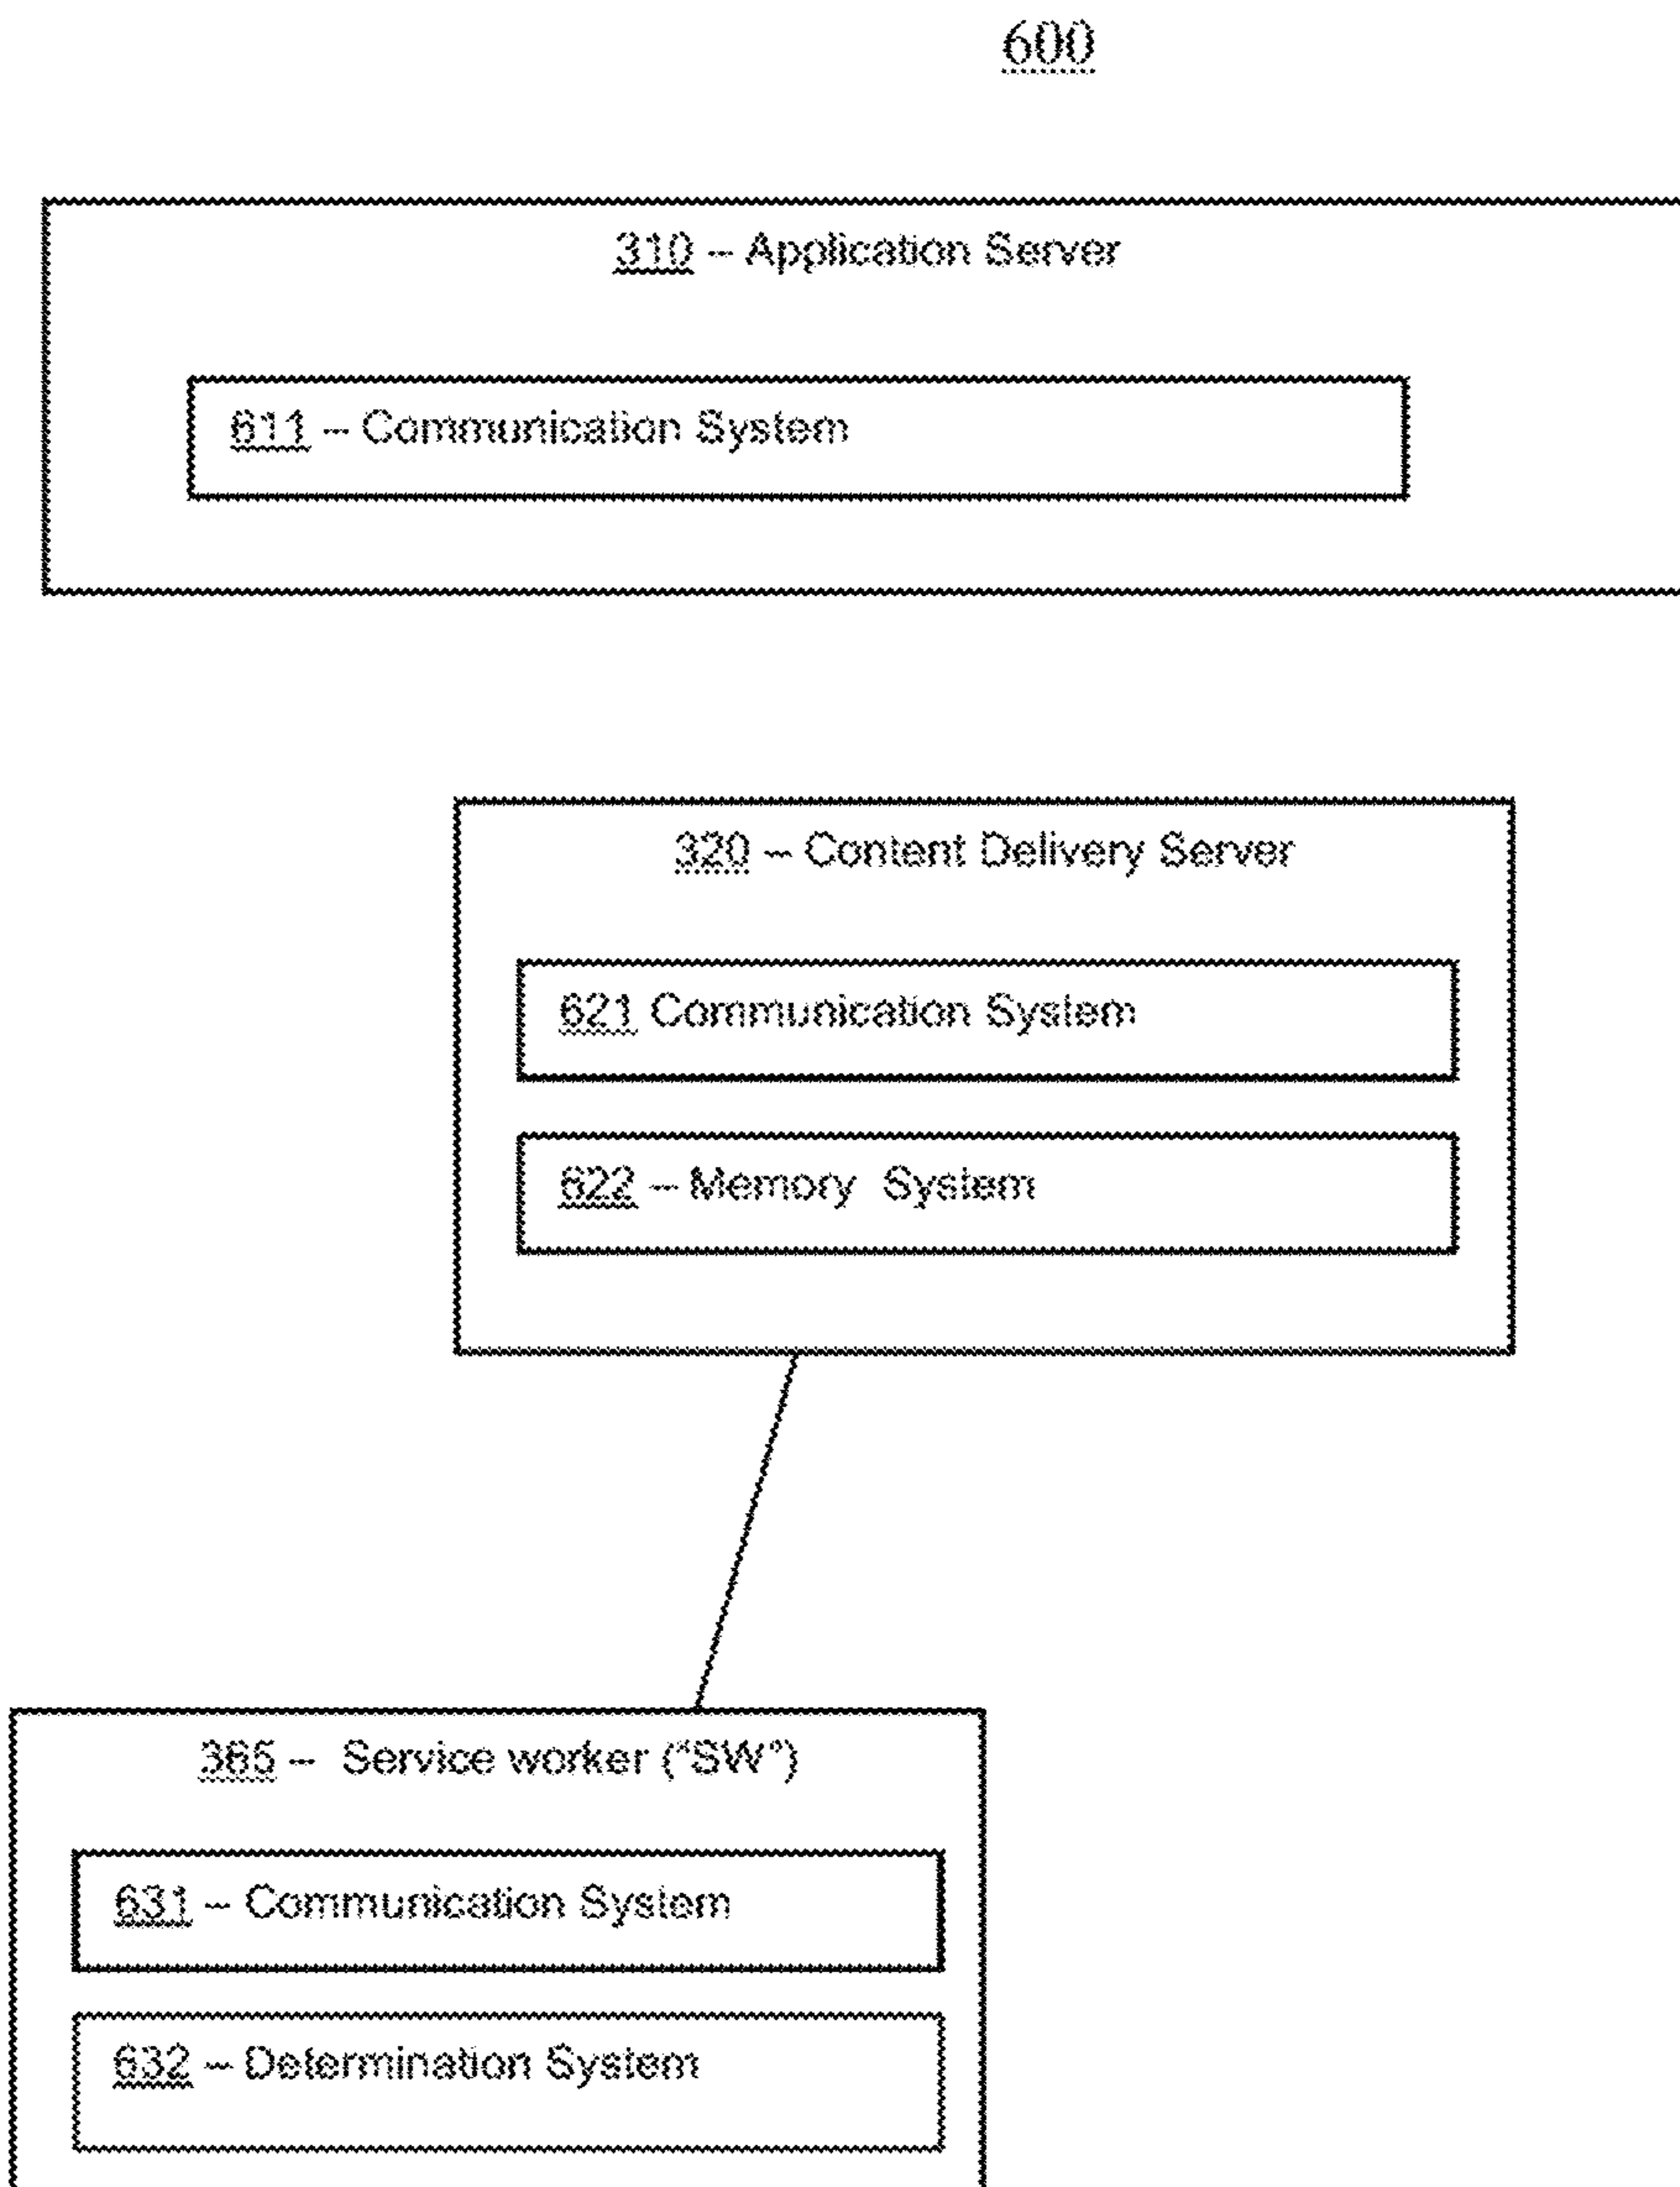 600
310 – Application Server
611 – Communication System
320 – Content Delivery Server
621 Communication System
622 – Memory System
365 – Service worker ("SW")
631 – Communication System
632 – Determination System